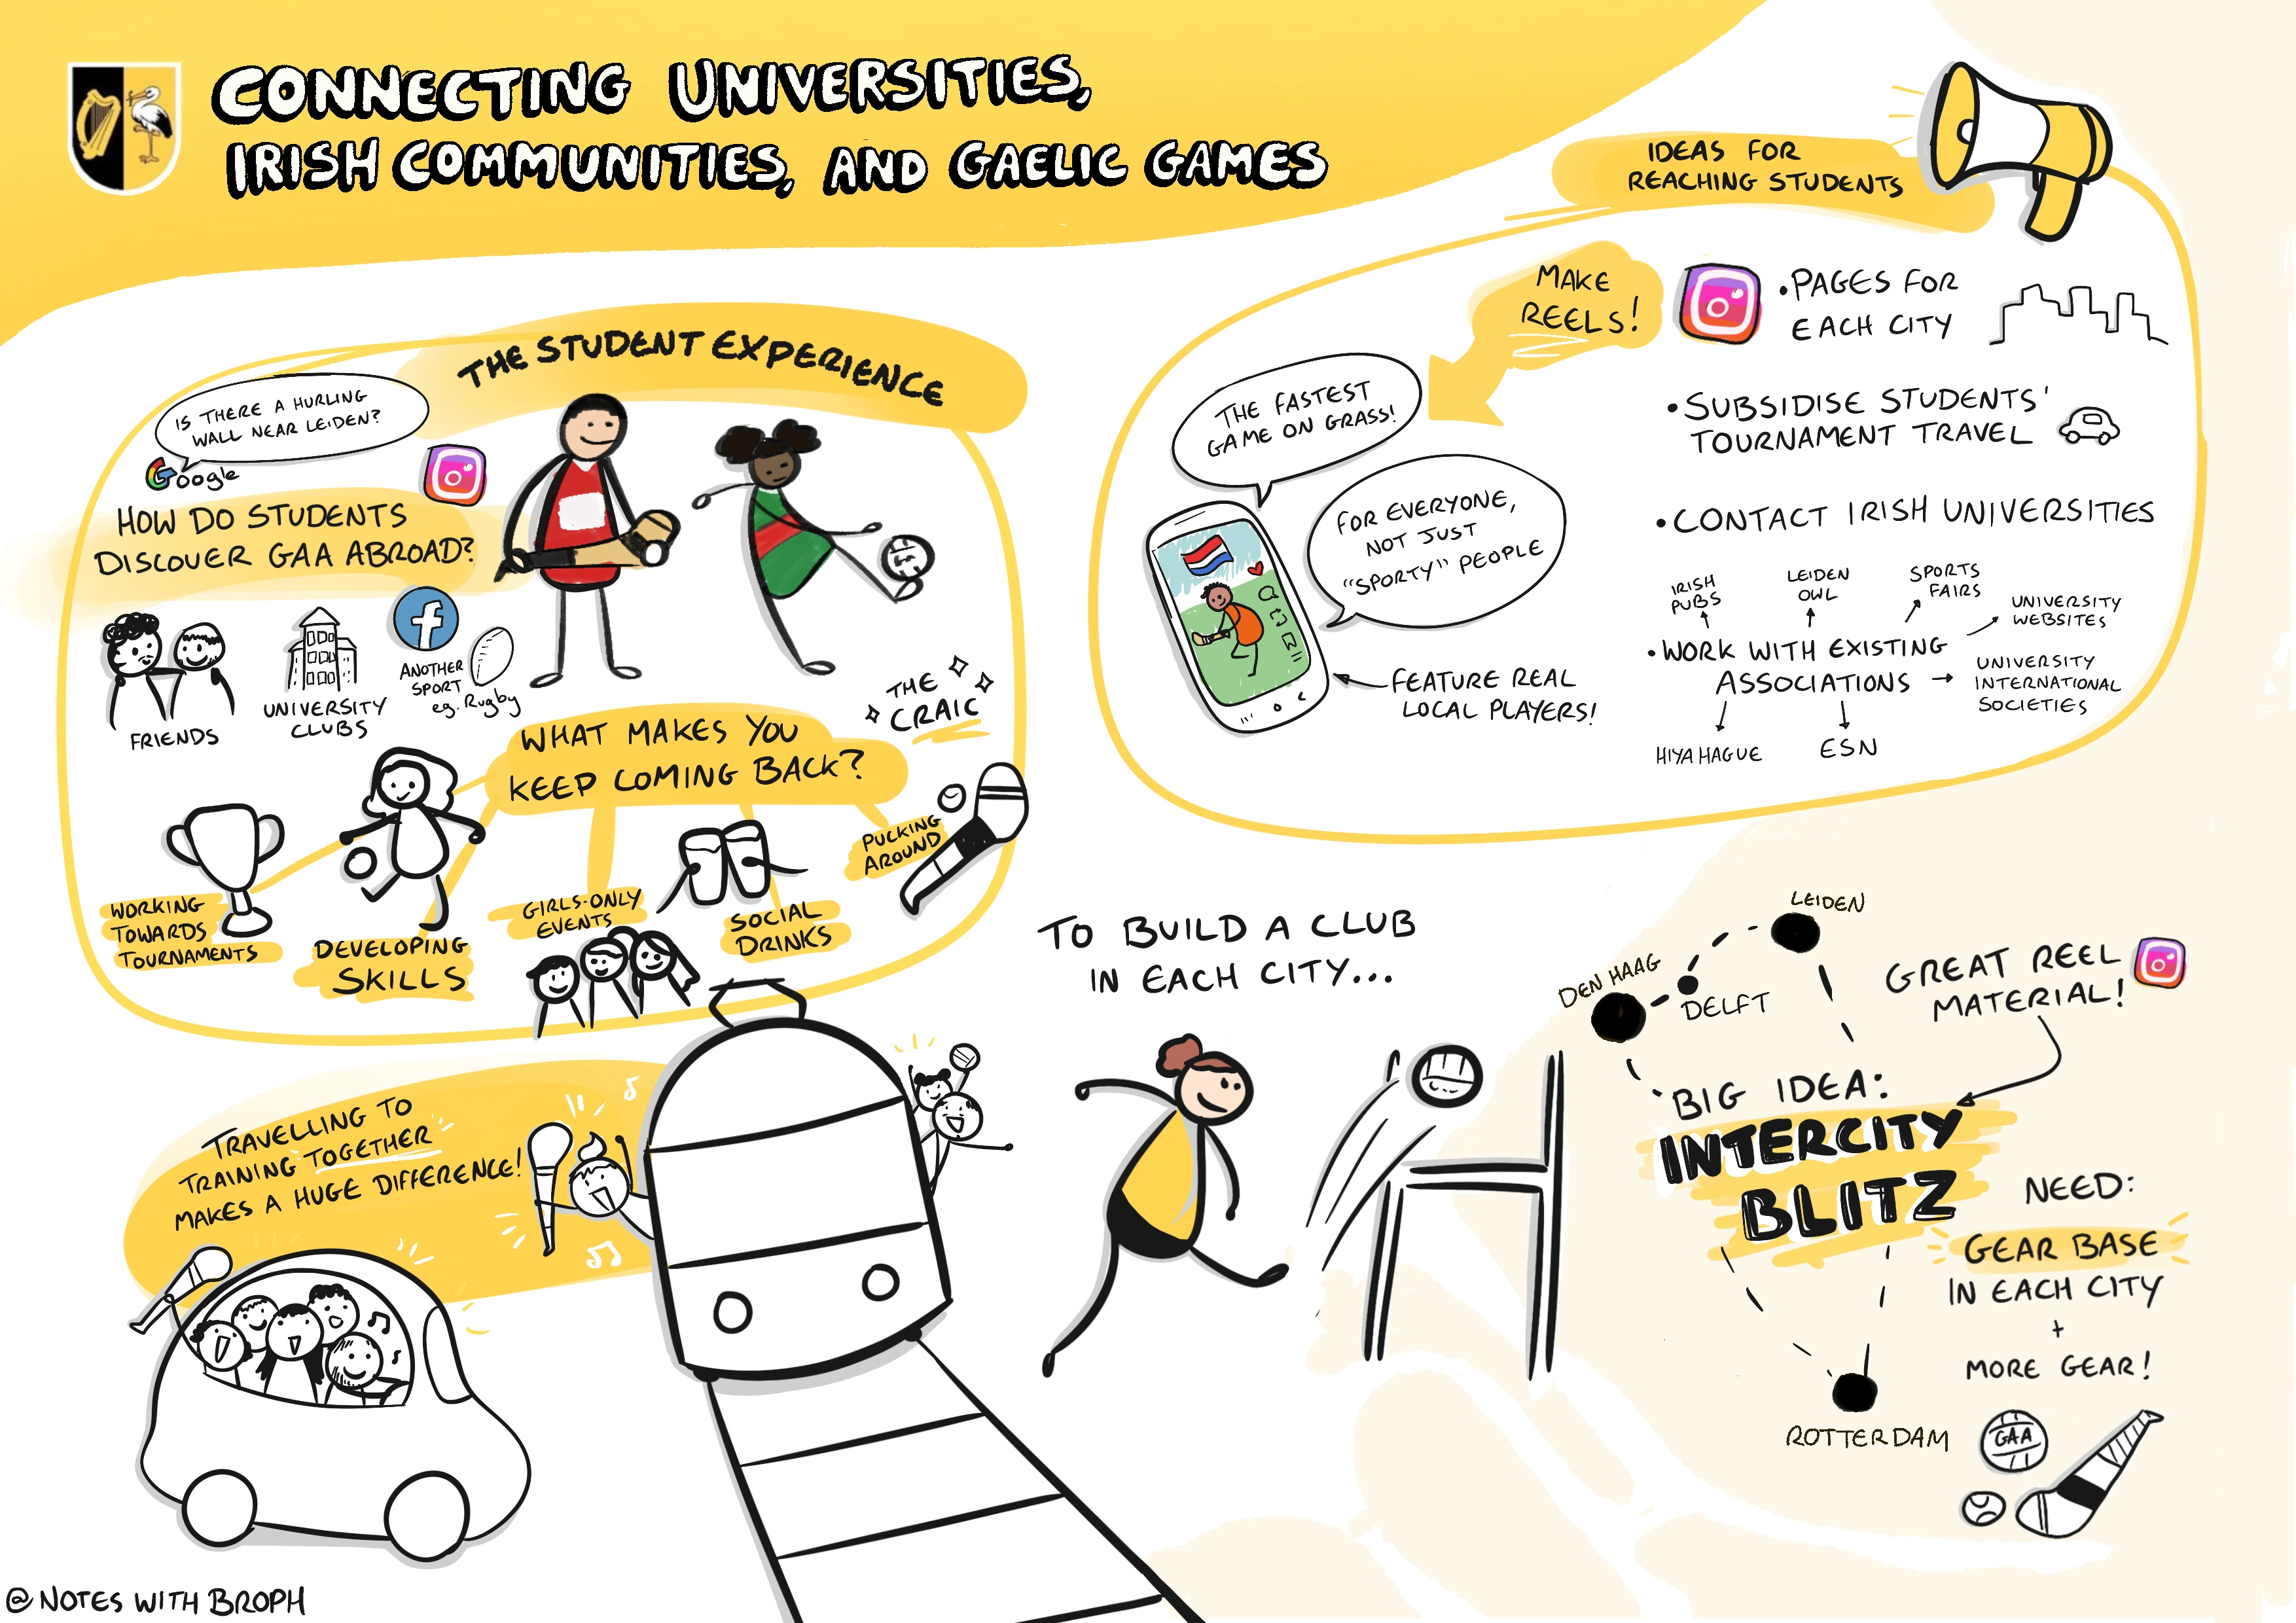 CONNECTING UNIVERSITIES,
IRISH COMMUNITIES, AND GAELIC GAMES
THE STUDENT EXPERIENCE
IS THERE A HURLING
WALL NEAR LEIDEN?
Google
HOW DO STUDENTS
DISCOVER GAA ABROAD?
FRIENDS
UNIVERSITY
CLUBS
ANOTHER
SPORT
eg. Rugby
THE
CRAIC
WHAT MAKES YOU
KEEP COMING BACK?
WORKING
TOWARDS
TOURNAMENTS
DEVELOPING
SKILLS
GIRLS-ONLY
EVENTS
SOCIAL
DRINKS
PUCKING
AROUND
IDEAS FOR
REACHING STUDENTS
MAKE
REELS!
THE FASTEST
GAME ON GRASS!
FOR EVERYONE,
NOT JUST
"SPORTY" PEOPLE
FEATURE REAL
LOCAL PLAYERS!
• PAGES FOR
EACH CITY
• SUBSIDISE STUDENTS'
TOURNAMENT TRAVEL
• CONTACT IRISH UNIVERSITIES
IRISH
PUBS
LEIDEN
OWL
SPORTS
FAIRS
UNIVERSITY
WEBSITES
• WORK WITH EXISTING
ASSOCIATIONS
UNIVERSITY
INTERNATIONAL
SOCIETIES
HIYA HAGUE
ESN
TRAVELLING TO
TRAINING TOGETHER
MAKES A HUGE DIFFERENCE!
TO BUILD A CLUB
IN EACH CITY...
LEIDEN
DEN HAAG
DELFT
GREAT REEL
MATERIAL!
BIG IDEA:
INTERCITY
BLITZ
NEED:
GEAR BASE
IN EACH CITY
+
MORE GEAR!
ROTTERDAM
GAA
@NOTES WITH BROPH